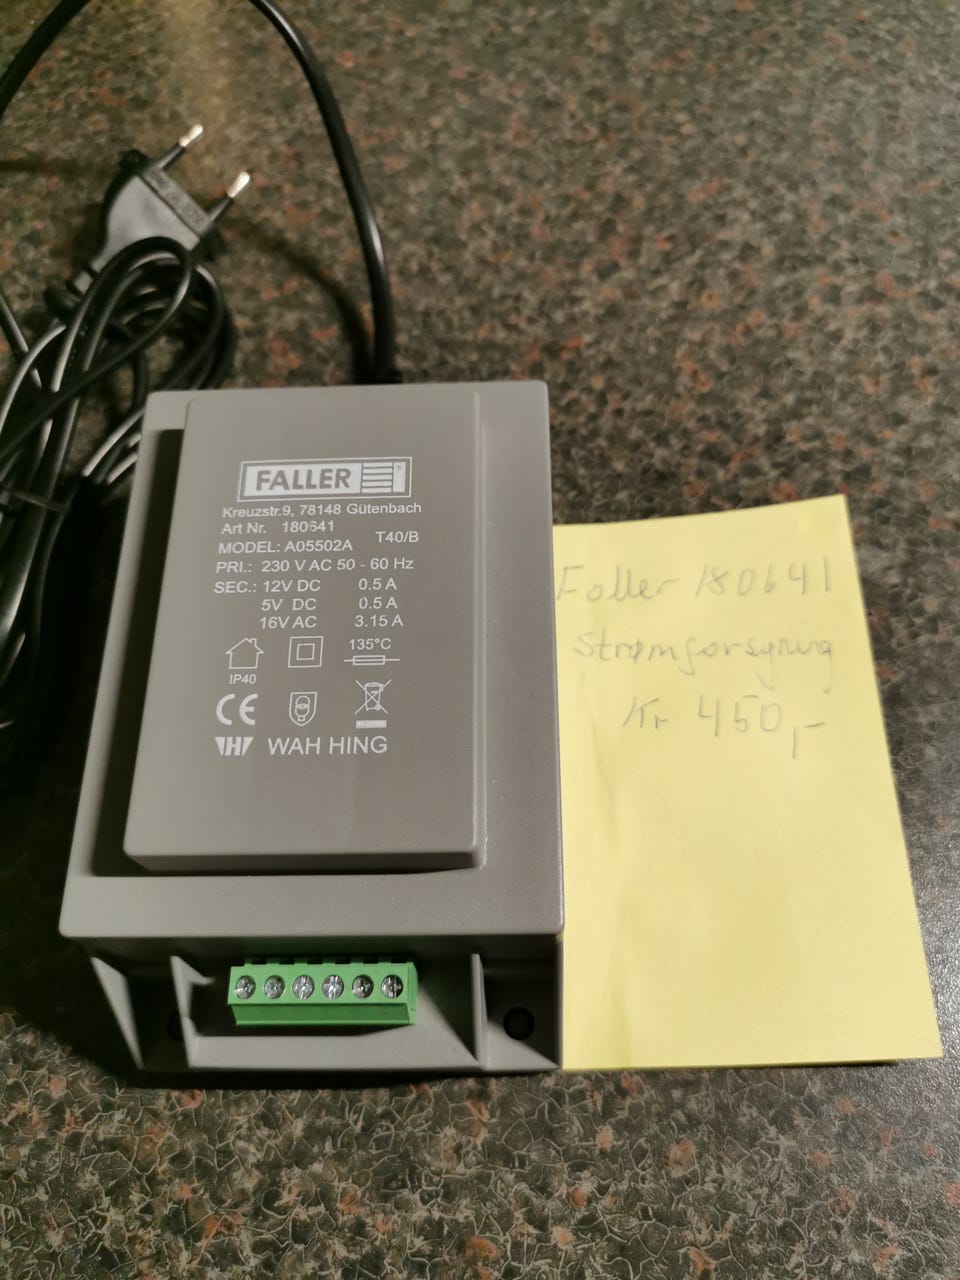 FALLER
Kreuzstr.9, 78148 Gütenbach
Art Nr. 180641
MODEL: A05502A T40/B
PRI.: 230 V AC 50 - 60 Hz
SEC.: 12V DC 0.5 A
5V DC 0.5 A
16V AC 3.15 A
135°C
IP40
CE
WAH HING
Faller 180641
Strømforsyning
Kr 450,-